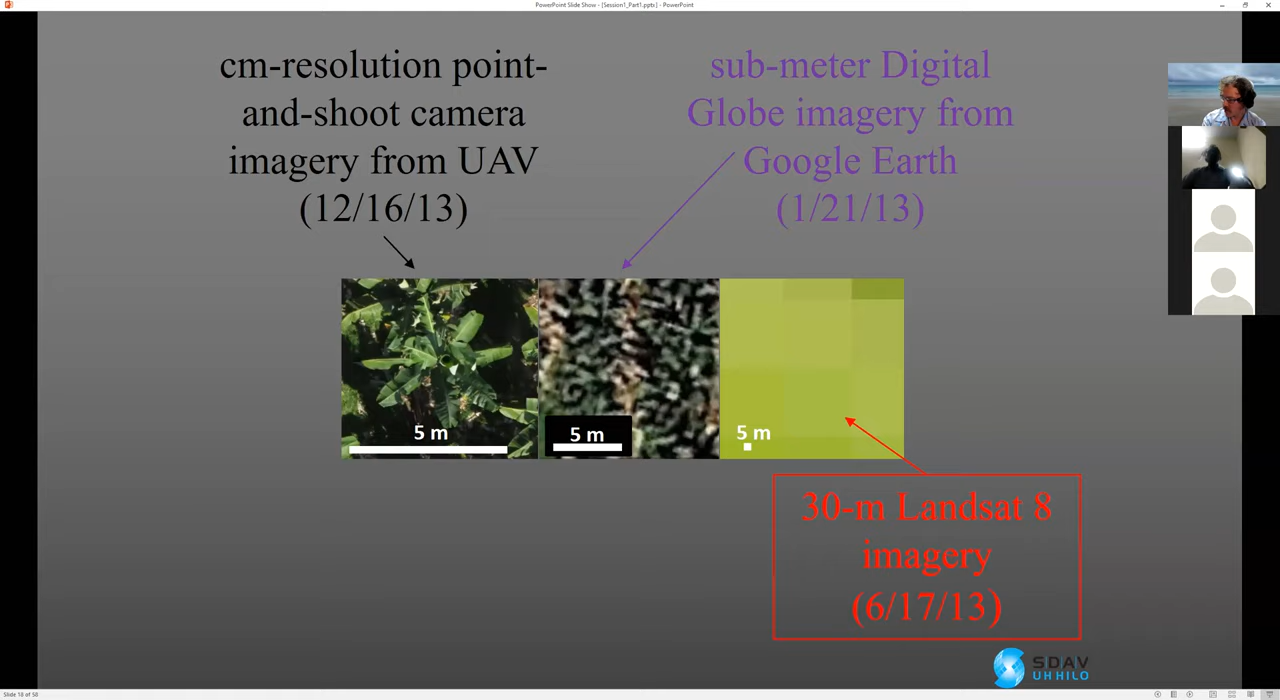 PowerPoint Slide Show - [Session1_Part1.pptx] - PowerPoint
cm-resolution point-
and-shoot camera
imagery from UAV
(12/16/13)
sub-meter Digital
Globe imagery from
Google Earth
(1/21/13)
5 m
5 m
5 m
30-m Landsat 8
imagery
(6/17/13)
SDAV
UH HILO
Slide 18 of 58